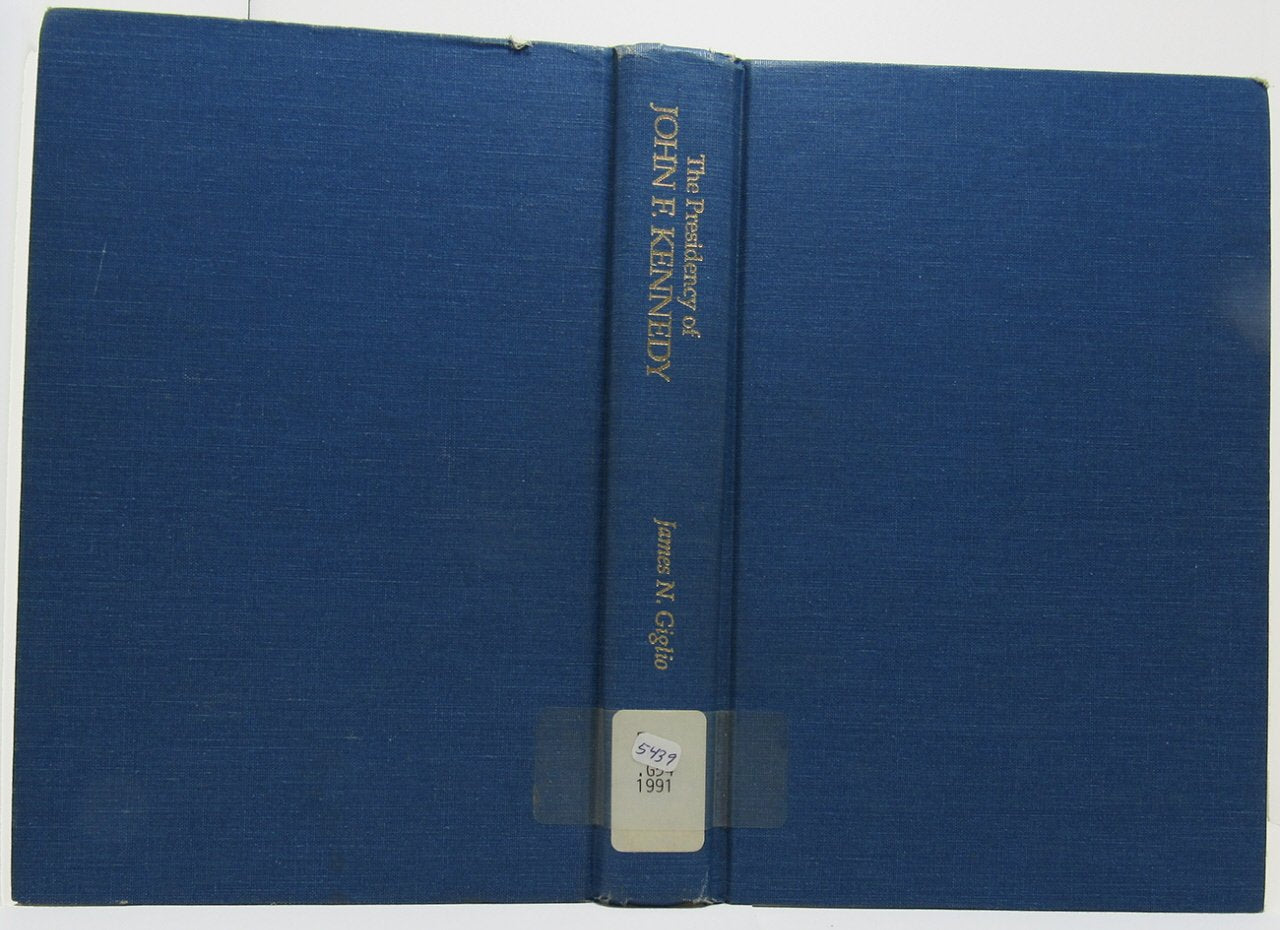 The Presidency of
JOHN F. KENNEDY
James N. Giglio
5439
1991